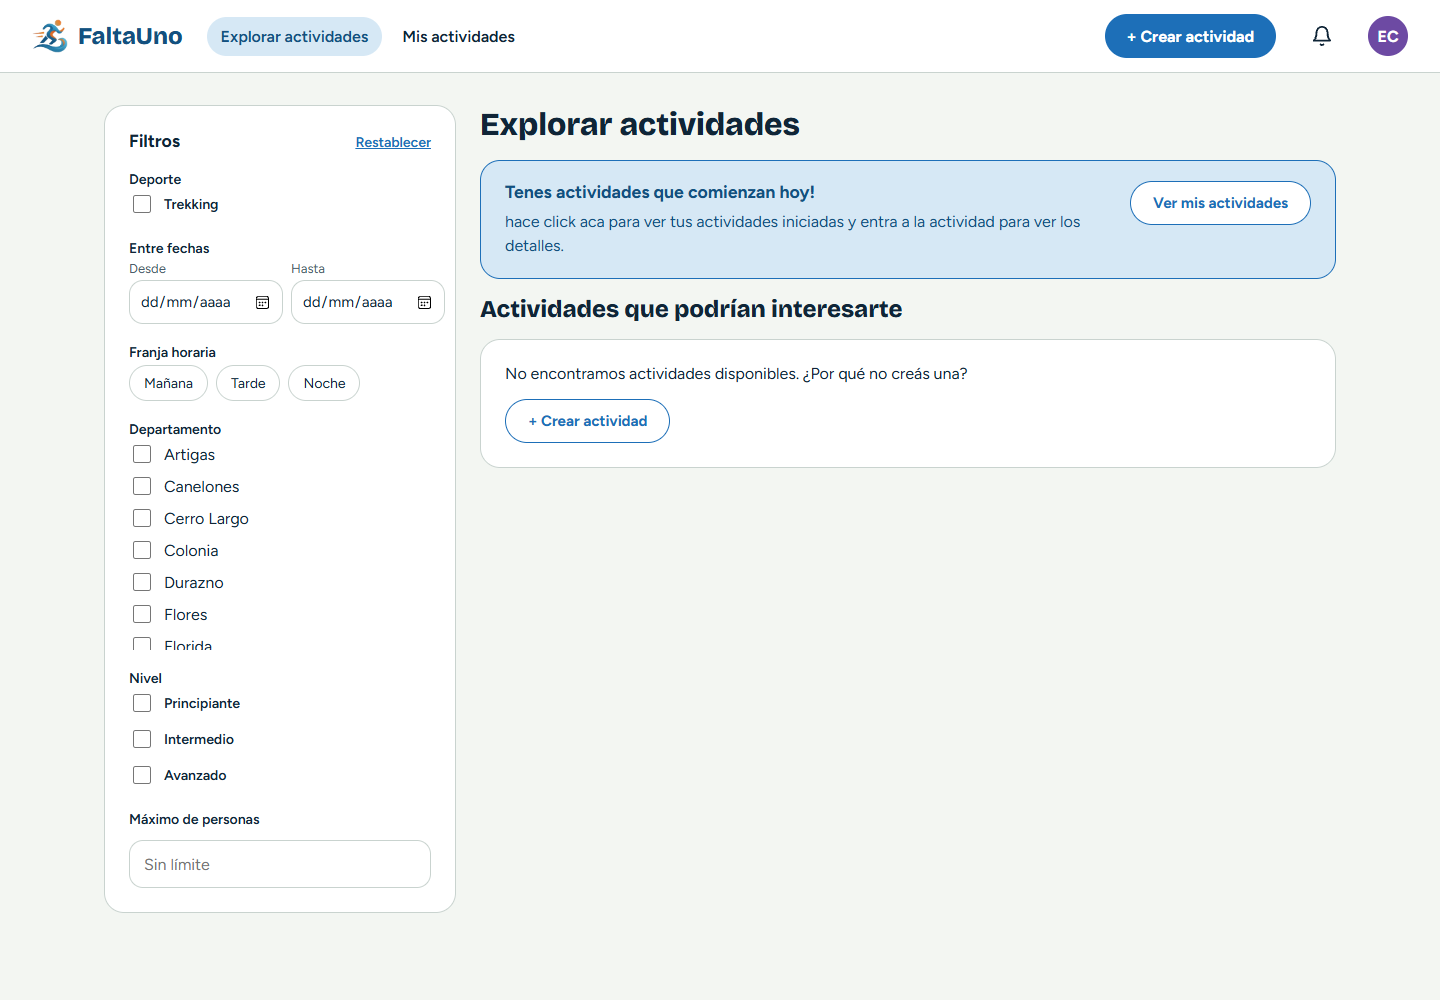 FaltaUno
Explorar actividades
Mis actividades
+ Crear actividad
EC
Filtros
Restablecer
Deporte
Trekking
Entre fechas
Desde
Hasta
dd/mm/aaaa
dd/mm/aaaa
Franja horaria
Mañana
Tarde
Noche
Departamento
Artigas
Canelones
Cerro Largo
Colonia
Durazno
Flores
Florida
Nivel
Principiante
Intermedio
Avanzado
Máximo de personas
Sin límite
Explorar actividades
Tenes actividades que comienzan hoy!
hace click aca para ver tus actividades iniciadas y entra a la actividad para ver los
detalles.
Ver mis actividades
Actividades que podrían interesarte
No encontramos actividades disponibles. ¿Por qué no creás una?
+ Crear actividad